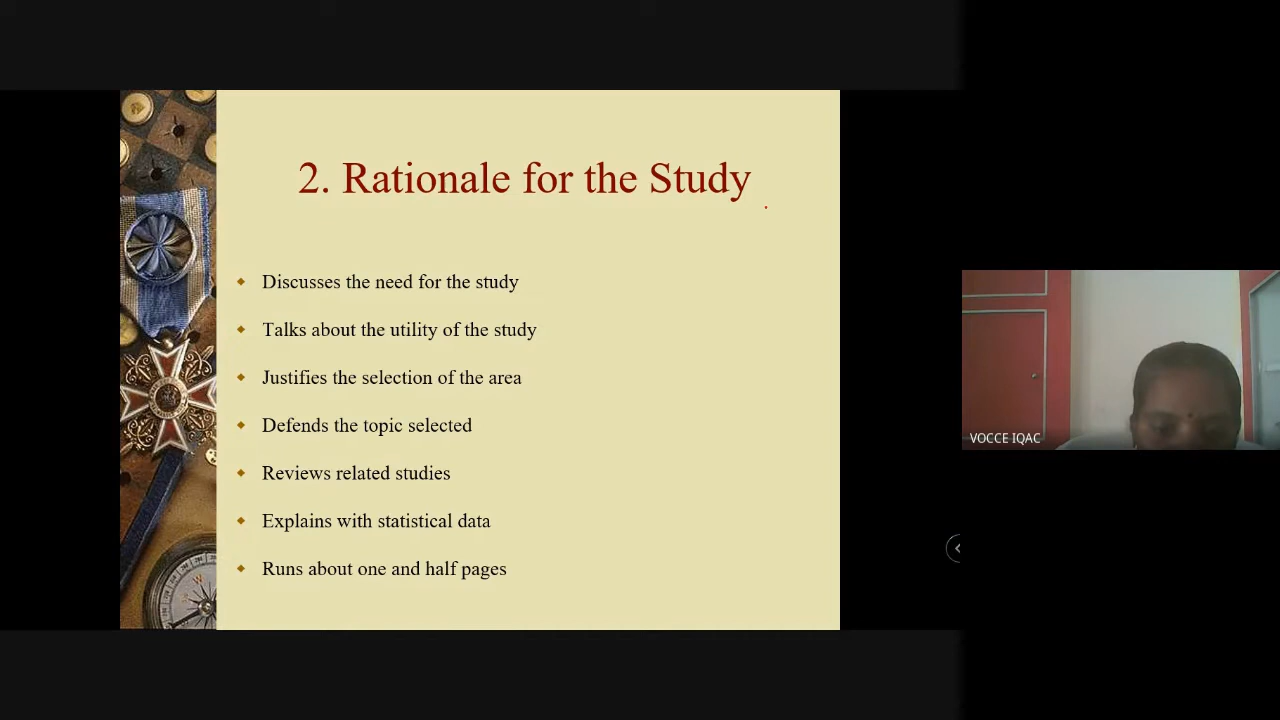 2. Rationale for the Study
Discusses the need for the study
Talks about the utility of the study
Justifies the selection of the area
Defends the topic selected
Reviews related studies
Explains with statistical data
Runs about one and half pages
VOCCE IQAC